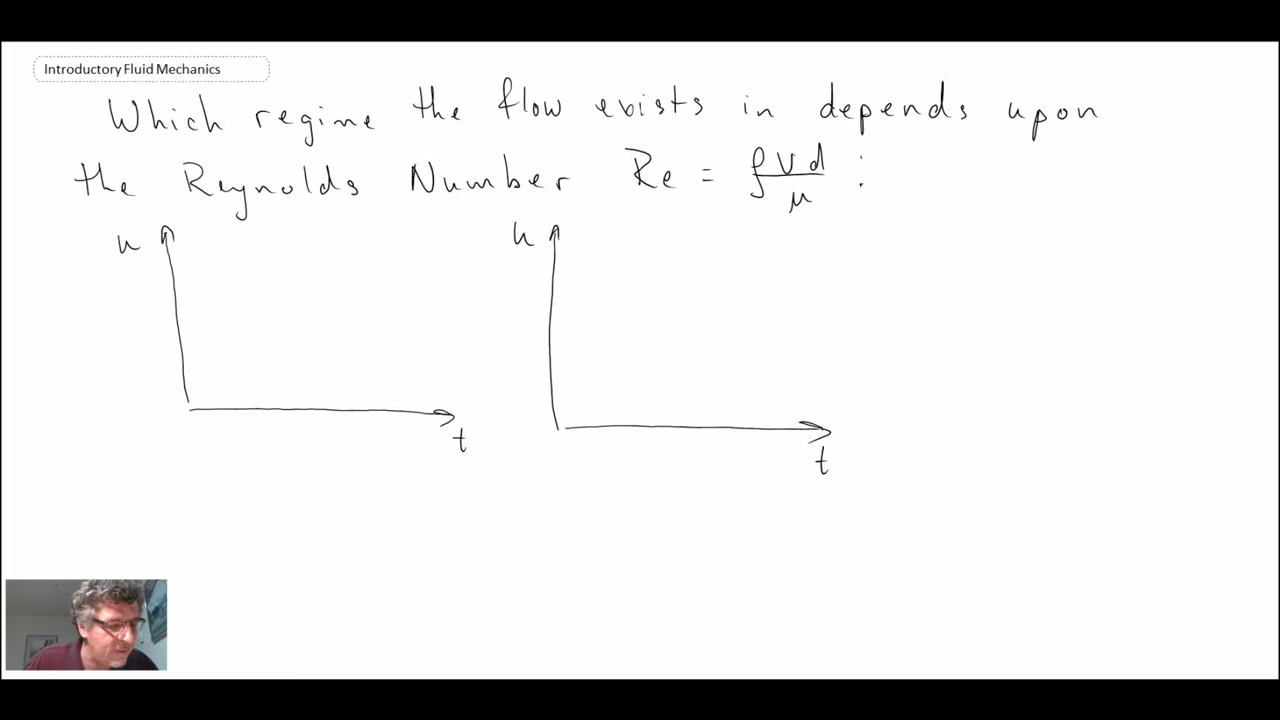 Introductory Fluid Mechanics
Which regime the flow exists in depends upon
the Reynolds Number Re = ρVd/μ :
u u
t
t